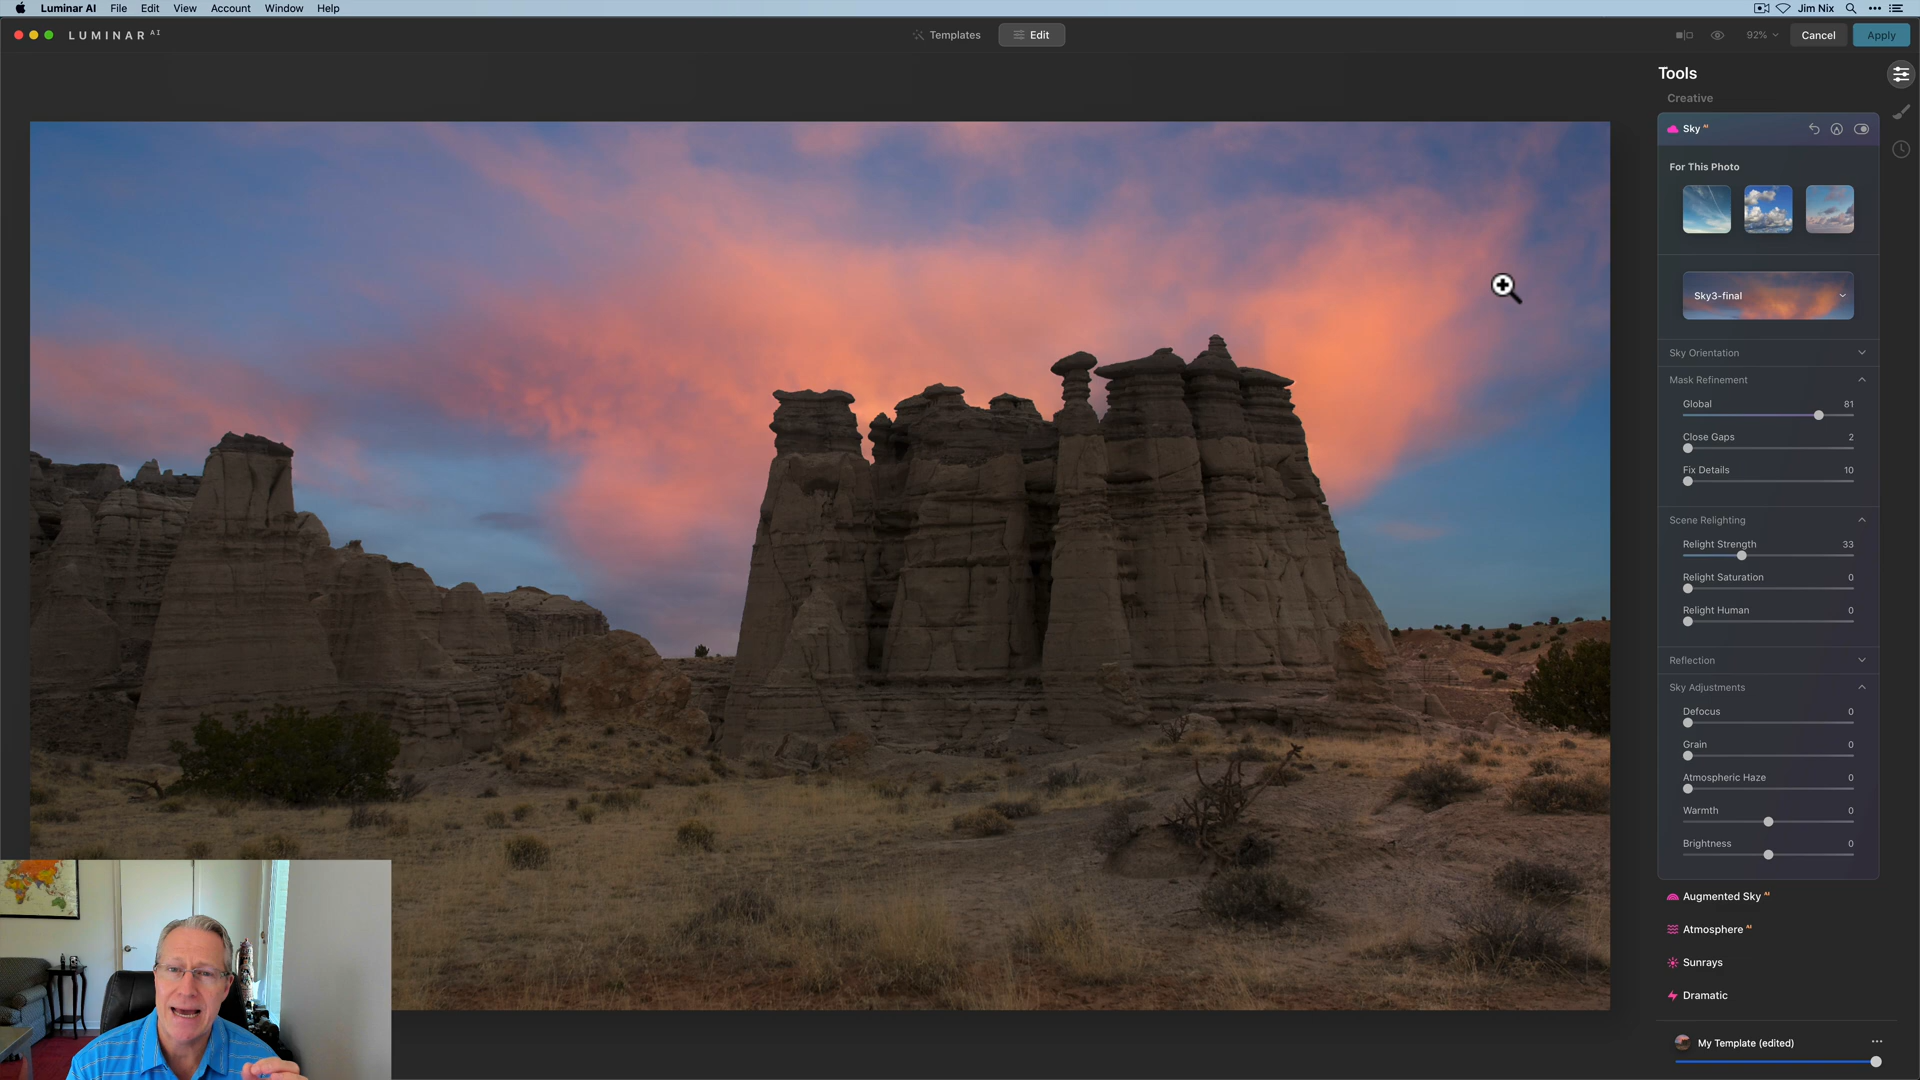 Luminar AI File Edit View Account Window Help Jim Nix
LUMINAR AI Templates Edit 92% Cancel Apply
Tools
Creative
Sky AI
For This Photo
Sky3-final
Sky Orientation
Mask Refinement
Global 81
Close Gaps 2
Fix Details 10
Scene Relighting
Relight Strength 33
Relight Saturation 0
Relight Human 0
Reflection
Sky Adjustments
Defocus 0
Grain 0
Atmospheric Haze 0
Warmth 0
Brightness 0
Augmented Sky AI
Atmosphere AI
Sunrays
Dramatic
My Template (edited)